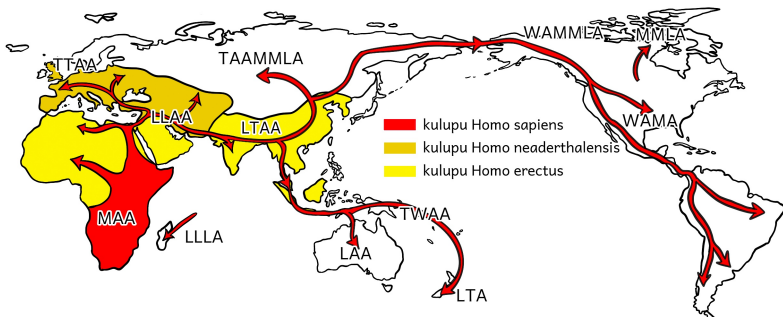 WAMMLA
MMLA
TTAA
TAAMMLA
LLAA
LTAA
WAMA
kulupu Homo sapiens
kulupu Homo neaderthalensis
kulupu Homo erectus
MAA
LLLA
TWAA
LAA
LTA